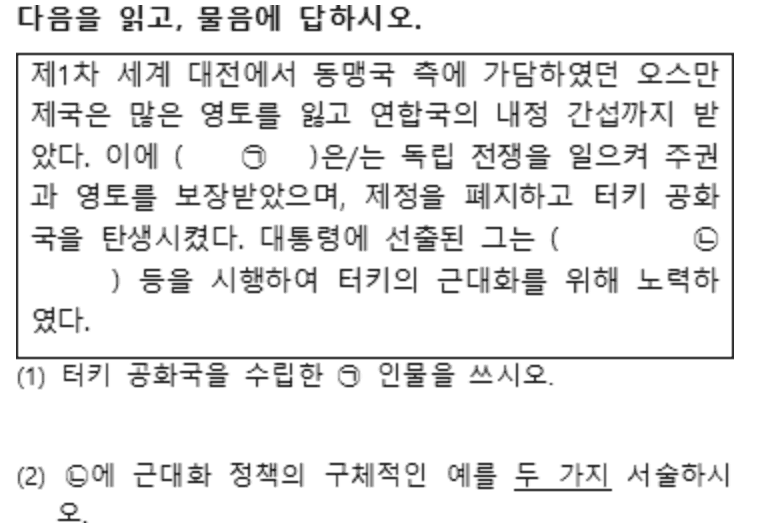 다음을 읽고, 물음에 답하시오.
제1차 세계 대전에서 동맹국 측에 가담하였던 오스만
제국은 많은 영토를 잃고 연합국의 내정 간섭까지 받
았다. 이에 ( ㉠ )은/는 독립 전쟁을 일으켜 주권
과 영토를 보장받았으며, 제정을 폐지하고 터키 공화
국을 탄생시켰다. 대통령에 선출된 그는 ( ㉡
) 등을 시행하여 터키의 근대화를 위해 노력하
였다.
(1) 터키 공화국을 수립한 ㉠ 인물을 쓰시오.
(2) ㉡에 근대화 정책의 구체적인 예를 두 가지 서술하시
오.